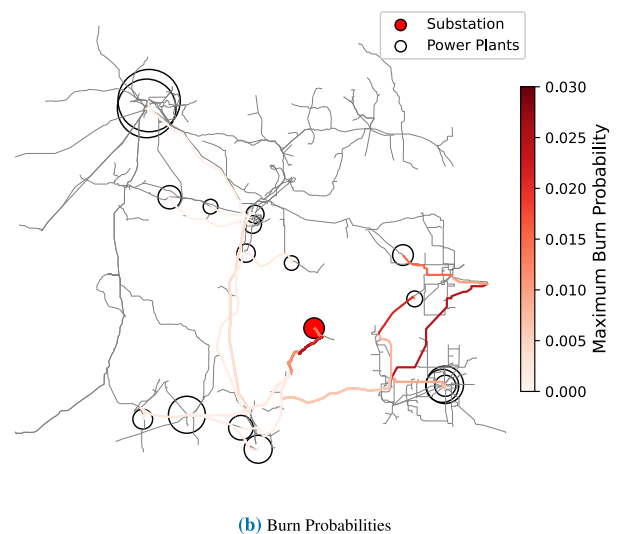 Substation
Power Plants
0.030
0.025
0.020
0.015
0.010
0.005
0.000
Maximum Burn Probability
(b) Burn Probabilities